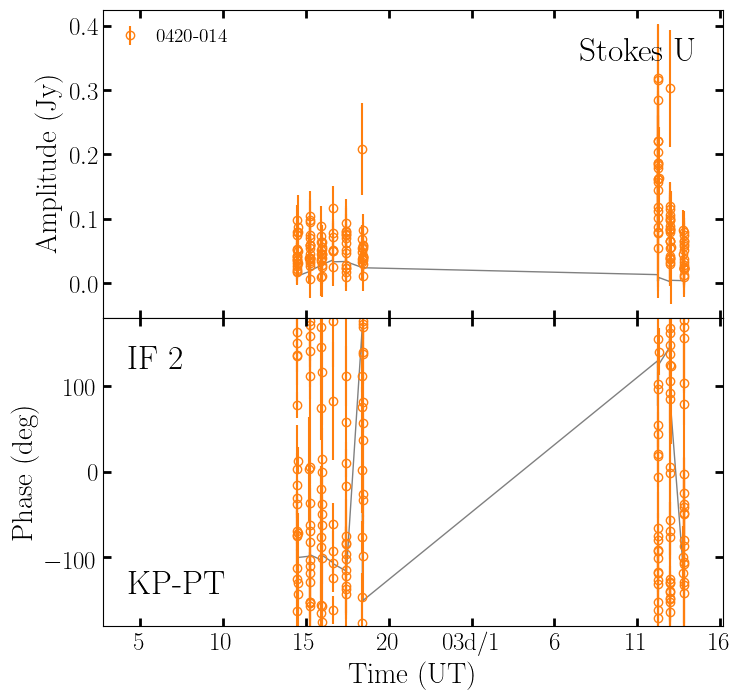 0420-014
Stokes U
Amplitude (Jy)
0.4
0.3
0.2
0.1
0.0
IF 2
KP-PT
Phase (deg)
100
0
−100
5 10 15 20 03d/1 6 11 16
Time (UT)